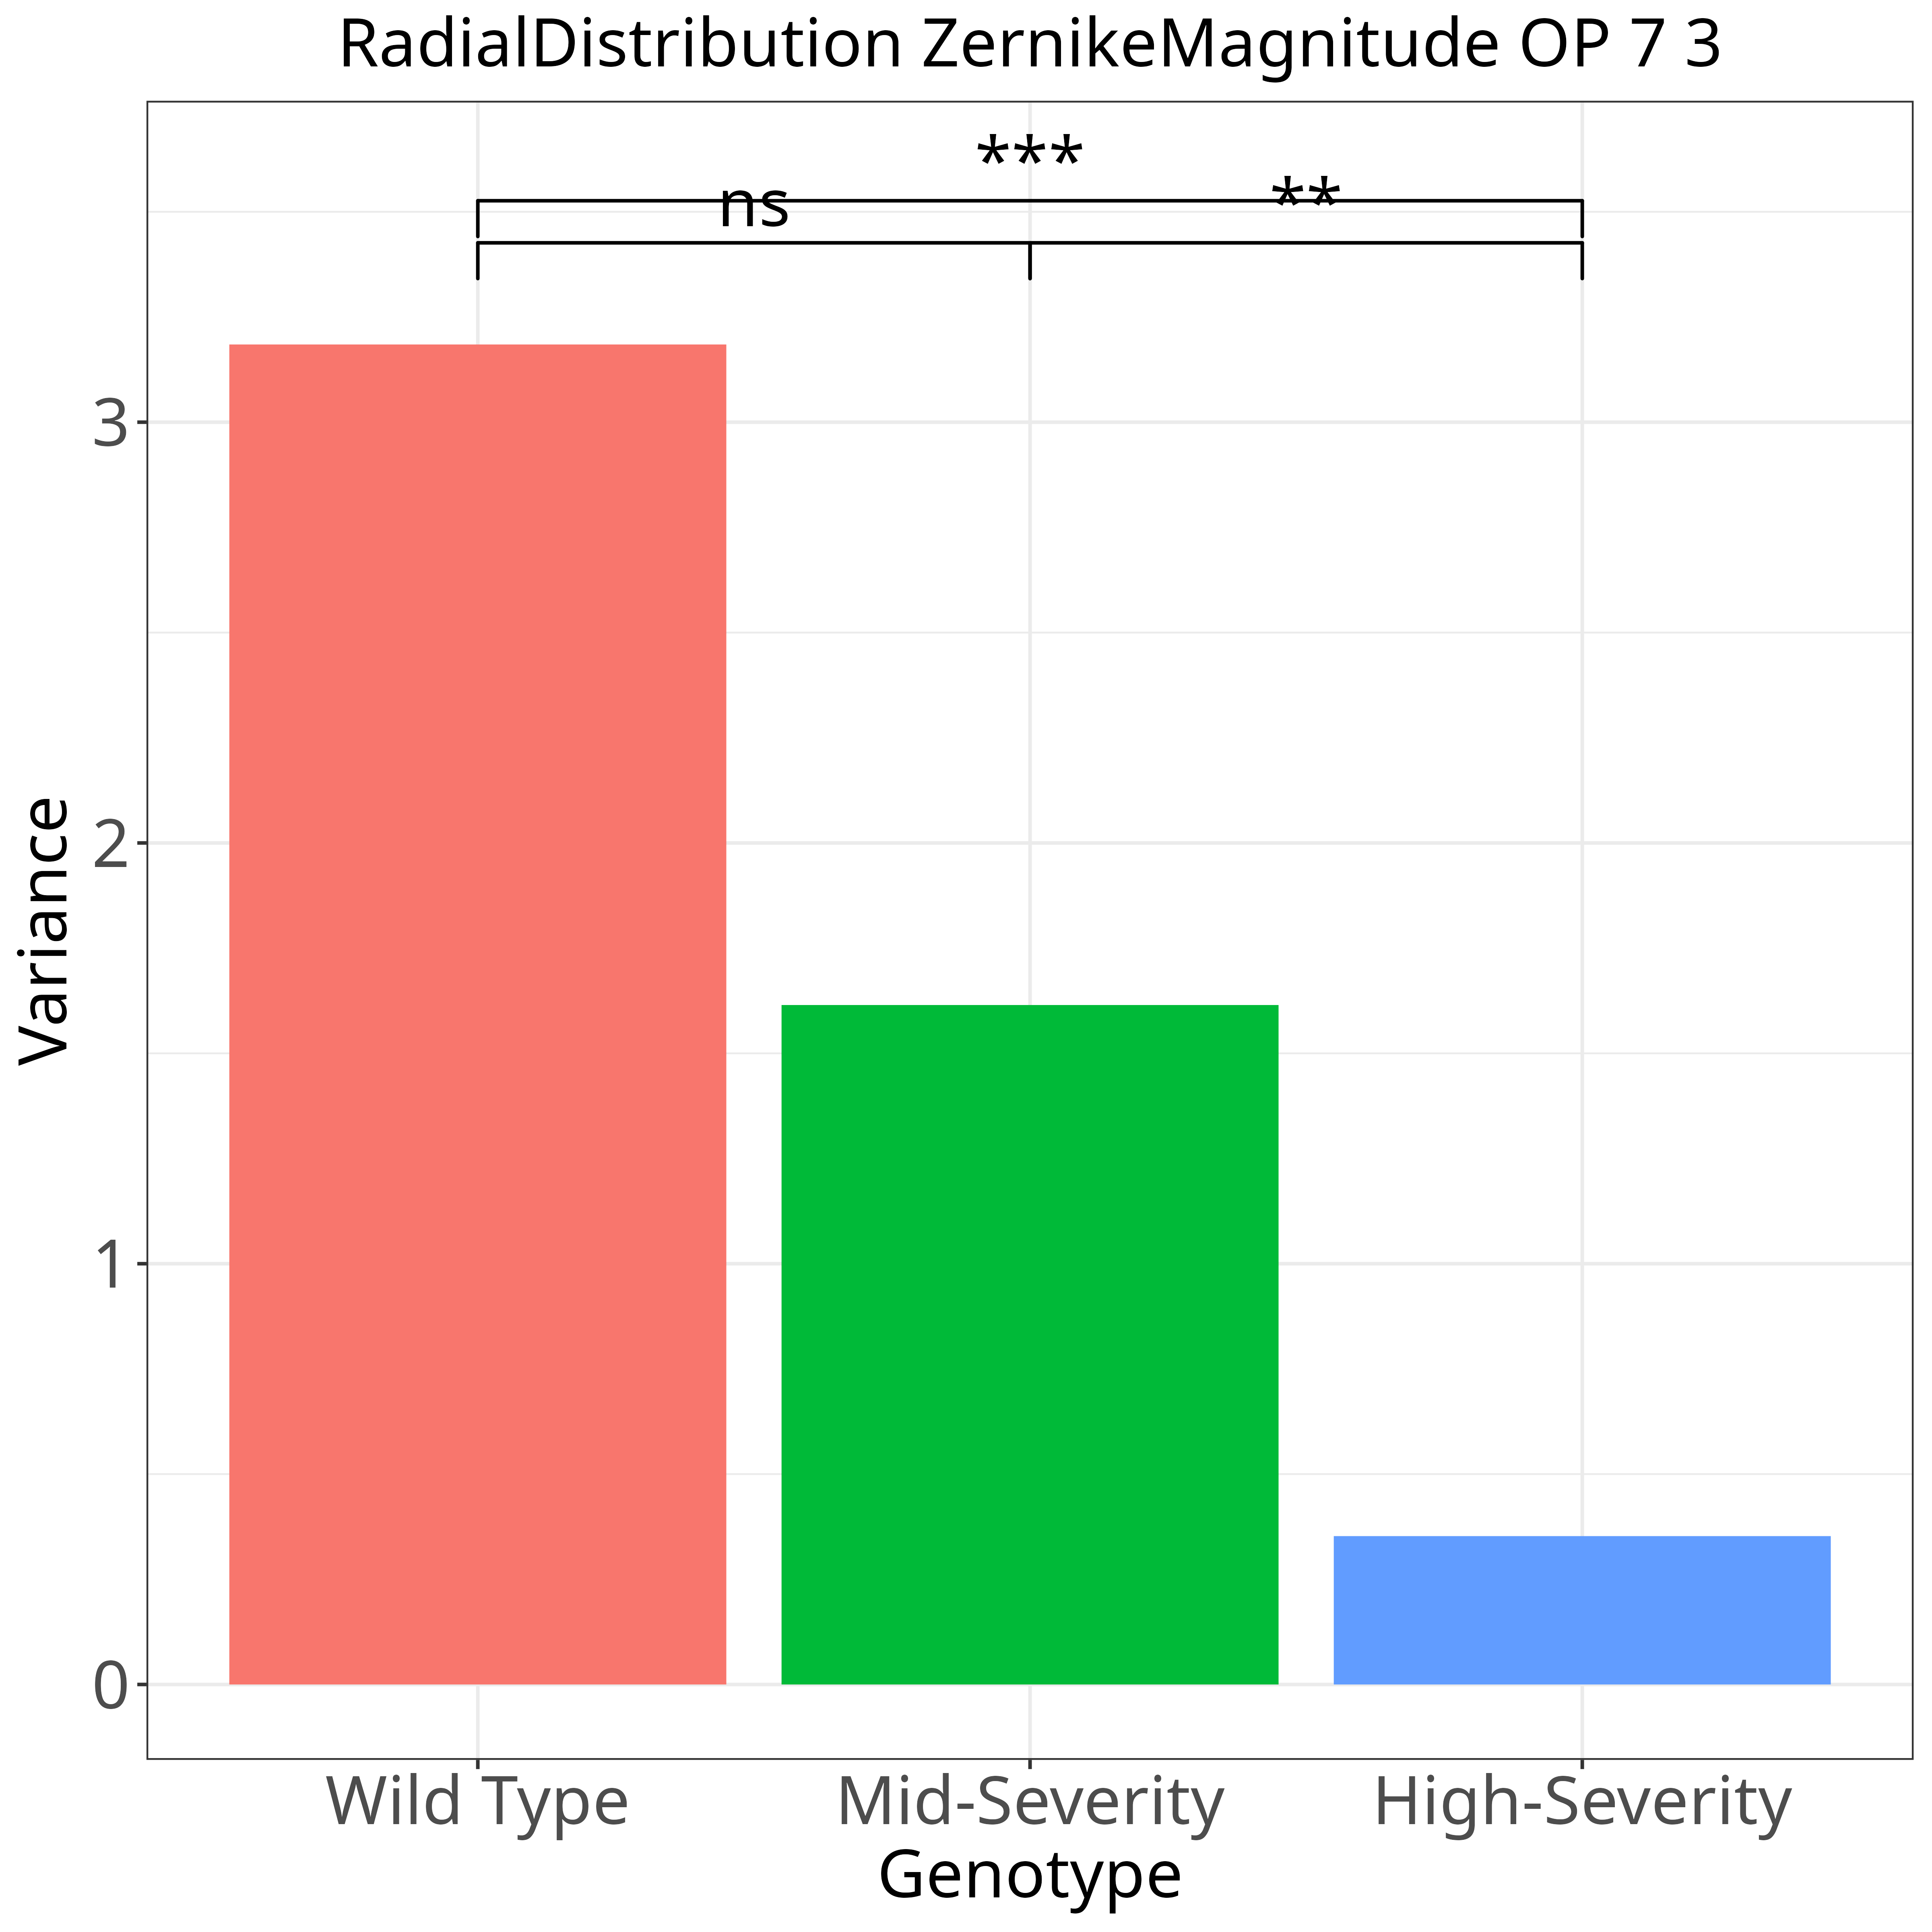 RadialDistribution ZernikeMagnitude OP 7 3
***
ns
**
3
2
1
0
Variance
Wild Type
Mid-Severity
High-Severity
Genotype